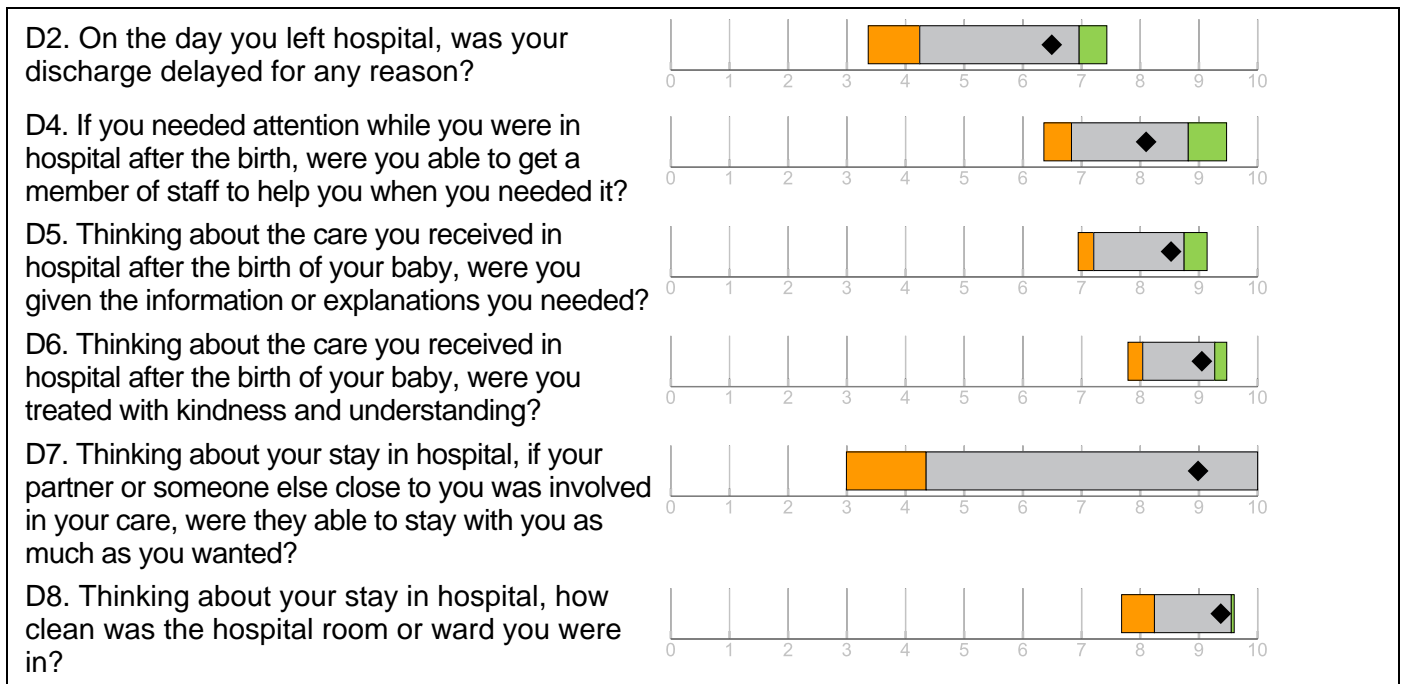 D2. On the day you left hospital, was your
discharge delayed for any reason?
0 1 2 3 4 5 6 7 8 9 10
D4. If you needed attention while you were in
hospital after the birth, were you able to get a
member of staff to help you when you needed it?
0 1 2 3 4 5 6 7 8 9 10
D5. Thinking about the care you received in
hospital after the birth of your baby, were you
given the information or explanations you needed?
0 1 2 3 4 5 6 7 8 9 10
D6. Thinking about the care you received in
hospital after the birth of your baby, were you
treated with kindness and understanding?
0 1 2 3 4 5 6 7 8 9 10
D7. Thinking about your stay in hospital, if your
partner or someone else close to you was involved
in your care, were they able to stay with you as
much as you wanted?
0 1 2 3 4 5 6 7 8 9 10
D8. Thinking about your stay in hospital, how
clean was the hospital room or ward you were
in?
0 1 2 3 4 5 6 7 8 9 10